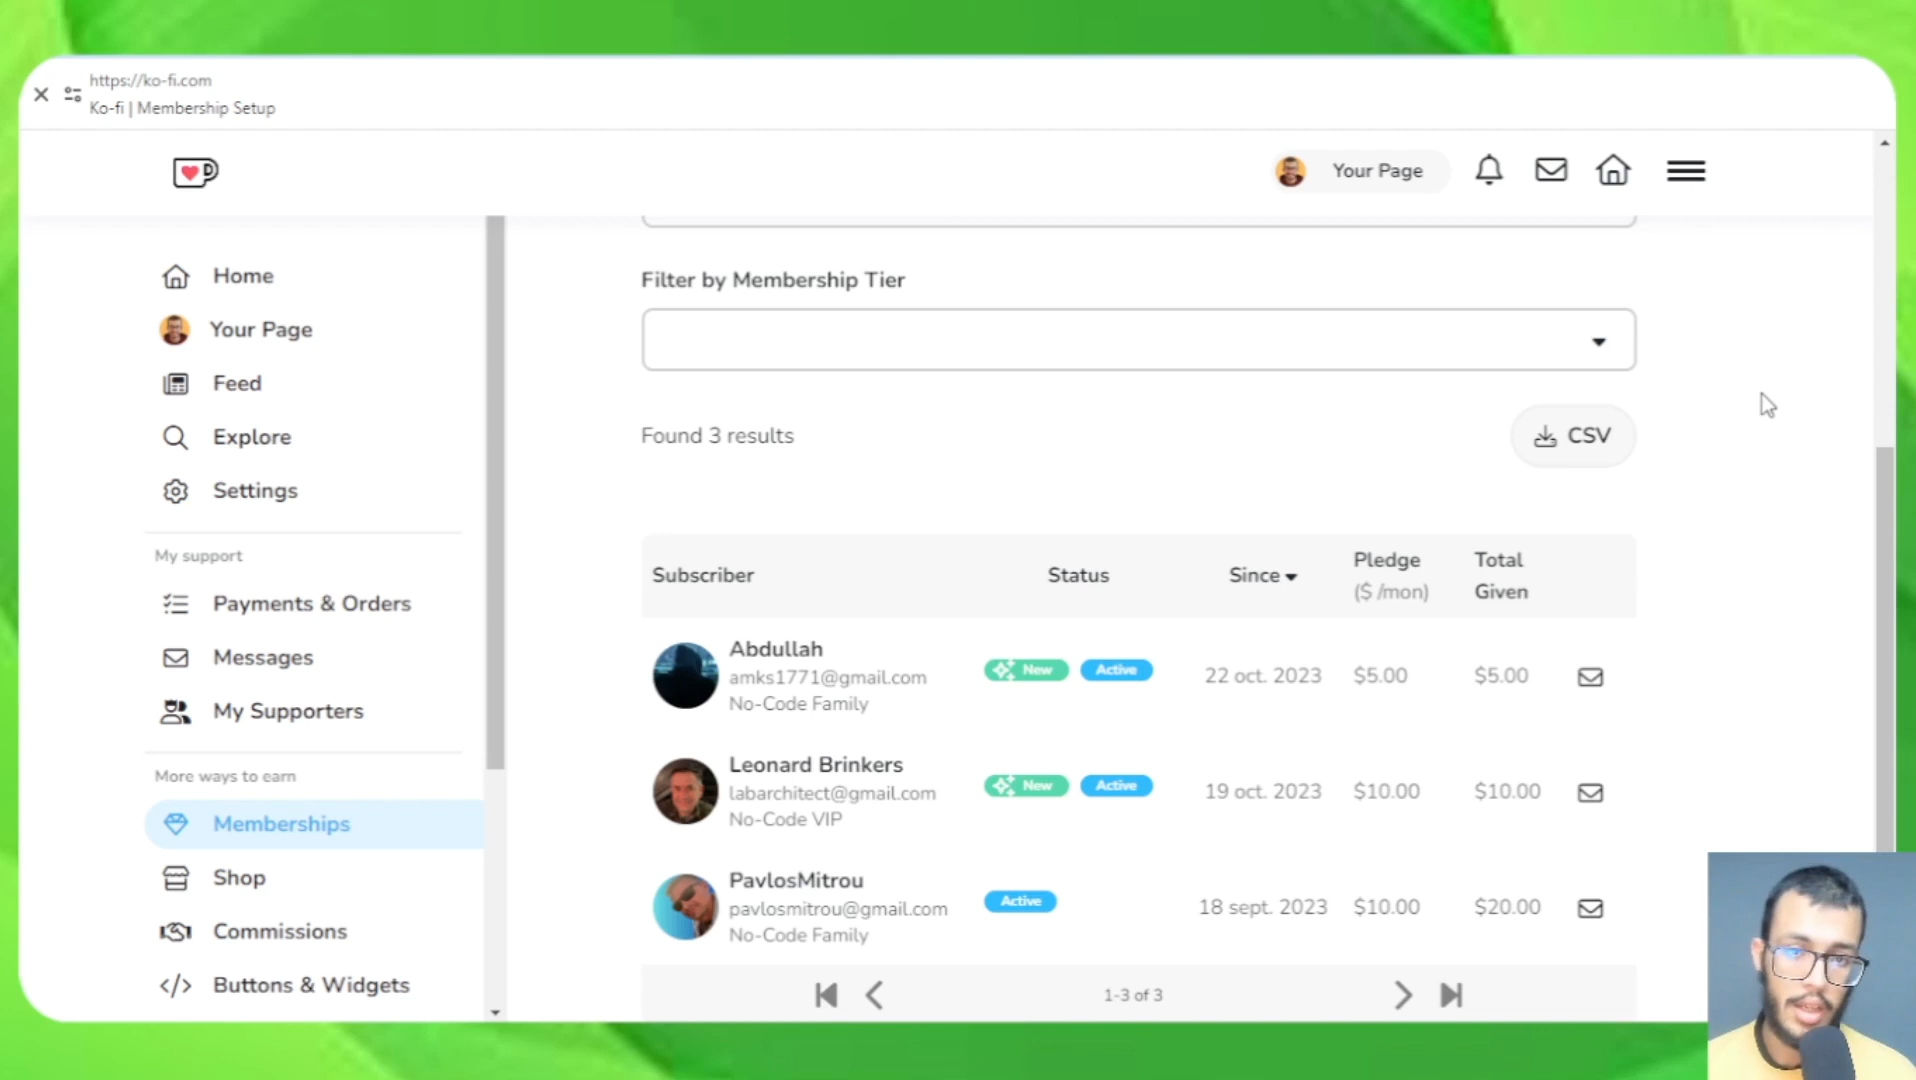 https://ko-fi.com
Ko-fi | Membership Setup
Your Page
Home
Your Page
Feed
Explore
Settings
My support
Payments & Orders
Messages
My Supporters
More ways to earn
Memberships
Shop
Commissions
Buttons & Widgets
Filter by Membership Tier
Found 3 results
CSV
Subscriber Status Since Pledge ($ /mon) Total Given
Abdullah
amks1771@gmail.com New Active 22 oct. 2023 $5.00 $5.00
No-Code Family
Leonard Brinkers
labarchitect@gmail.com New Active 19 oct. 2023 $10.00 $10.00
No-Code VIP
PavlosMitrou
pavlosmitrou@gmail.com Active 18 sept. 2023 $10.00 $20.00
No-Code Family
1-3 of 3